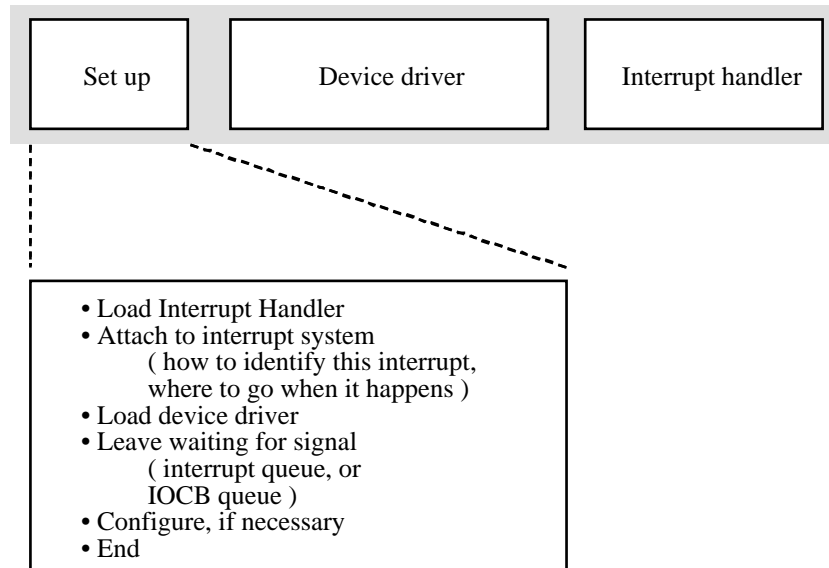 Set up
Device driver
Interrupt handler
• Load Interrupt Handler
• Attach to interrupt system
( how to identify this interrupt,
where to go when it happens )
• Load device driver
• Leave waiting for signal
( interrupt queue, or
IOCB queue )
• Configure, if necessary
• End